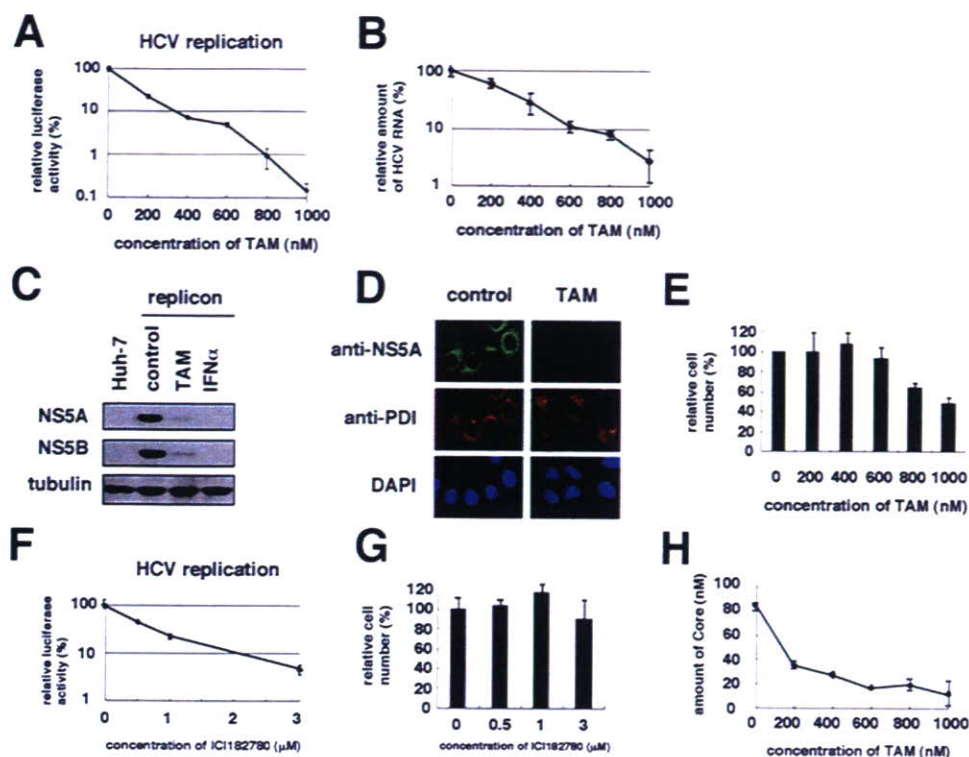 A
HCV replication
relative luciferase
activity (%)
100
10
1
0.1
0 200 400 600 800 1000
concentration of TAM (nM)
B
relative amount
of HCV RNA (%)
100
10
1
0 200 400 600 800 1000
concentration of TAM (nM)
C
replicon
Huh-7
control
TAM
IFNα
NS5A
NS5B
tubulin
D
control TAM
anti-NS5A
anti-PDI
DAPI
E
relative cell
number (%)
120
100
80
60
40
20
0
0 200 400 600 800 1000
concentration of TAM (nM)
F
HCV replication
relative luciferase
activity (%)
100
10
1
0 1 2 3
concentration of ICI182780 (µM)
G
relative cell
number (%)
120
100
80
60
40
20
0
0 0.5 1 3
concentration of ICI182780 (µM)
H
amount of Core (nM)
100
80
60
40
20
0
0 200 400 600 800 1000
concentration of TAM (nM)